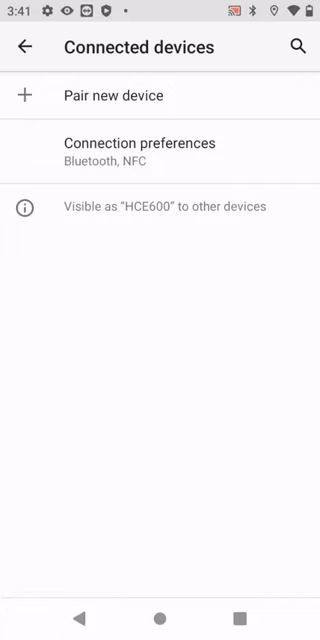 3:41
Connected devices
Pair new device
Connection preferences
Bluetooth, NFC
Visible as “HCE600” to other devices